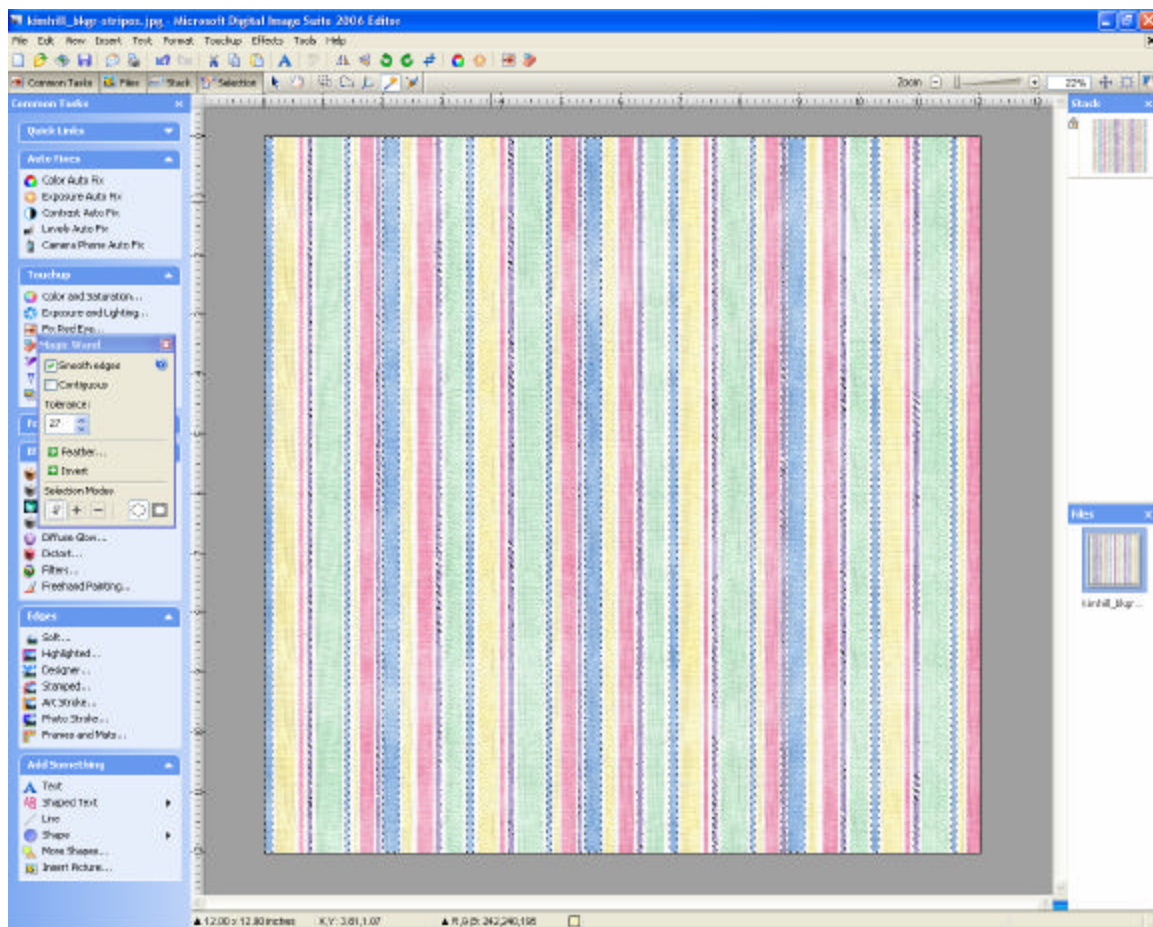 kimhill_bkgr-stripes.jpg - Microsoft Digital Image Suite 2006 Editor
File Edit View Insert Text Format Touchup Effects Tools Help
Common Tasks Files Stack Selection Zoom 22%
Common Tasks
Quick Links
Auto Fixes
Color Auto Fix
Exposure Auto Fix
Contrast Auto Fix
Levels Auto Fix
Camera Phone Auto Fix
Touchup
Color and Saturation...
Exposure and Lighting...
Fix Red Eye...
Magic Wand
Smooth edges
Contiguous
Tolerance:
27
Feather...
Invert
Selection Modes
Diffuse Glow...
Distort...
Filters...
Freehand Painting...
Edges
Soft...
Highlighted...
Designer...
Stamped...
Art Stroke...
Photo Stroke...
Frames and Mats...
Add Something
Text
Shaped Text
Line
Shape
More Shapes...
Insert Picture...
Stack
Files
kimhill_bkgr...
12.00 x 12.00 inches X,Y: 3.81,1.07 R,G,B: 242,240,195